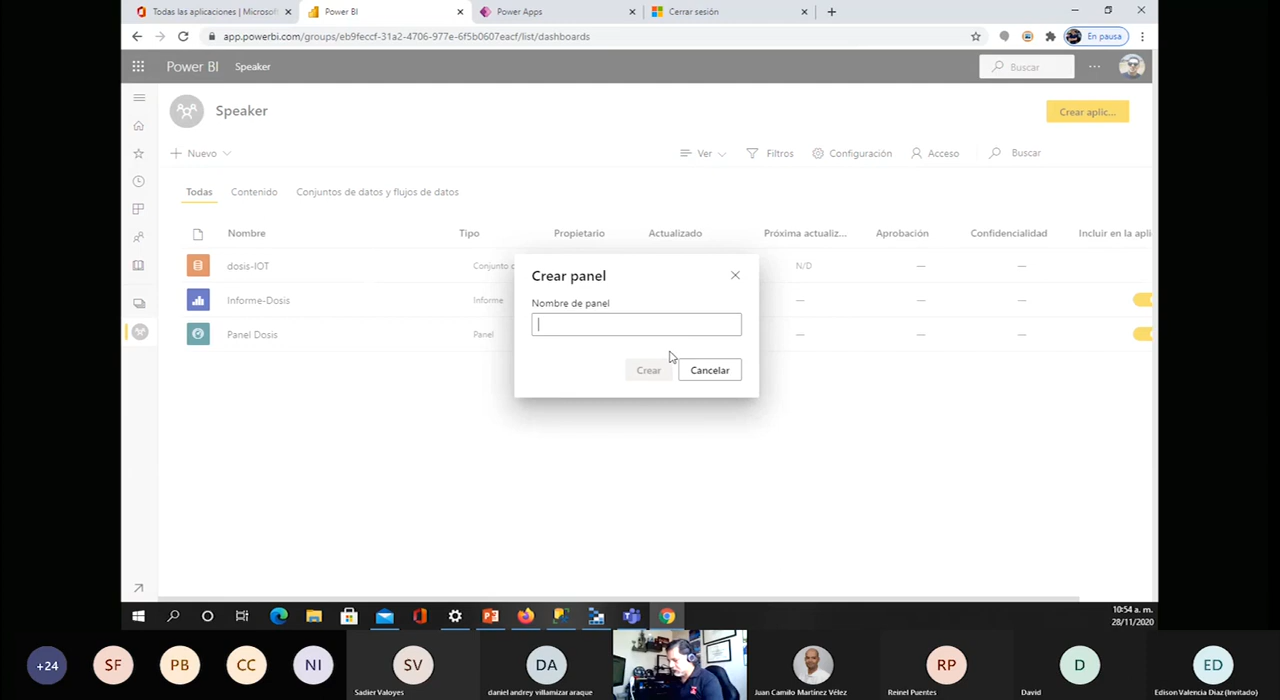 Todas las aplicaciones | Microsof
Power BI
Power Apps
Cerrar sesión
app.powerbi.com/groups/eb9feccf-31a2-4706-977e-6f5b0607eacf/list/dashboards
En pausa
Power BI
Speaker
Buscar
Speaker
Crear aplic...
Nuevo
Ver
Filtros
Configuración
Acceso
Buscar
Todas
Contenido
Conjuntos de datos y flujos de datos
Nombre
Tipo
Propietario
Actualizado
Próxima actualiz...
Aprobación
Confidencialidad
Incluir en la apli
dosis-IOT
Conjunto d
N/D
—
—
Informe-Dosis
Informe
—
—
—
Panel Dosis
Panel
—
—
—
Crear panel
Nombre de panel
Crear
Cancelar
10:54 a. m.
28/11/2020
+24
SF
PB
CC
NI
SV
Sadier Valoyes
DA
daniel andrey villamizar araque
Juan Camilo Martínez Vélez
RP
Reinel Puentes
D
David
ED
Edison Valencia Diaz (Invitado)